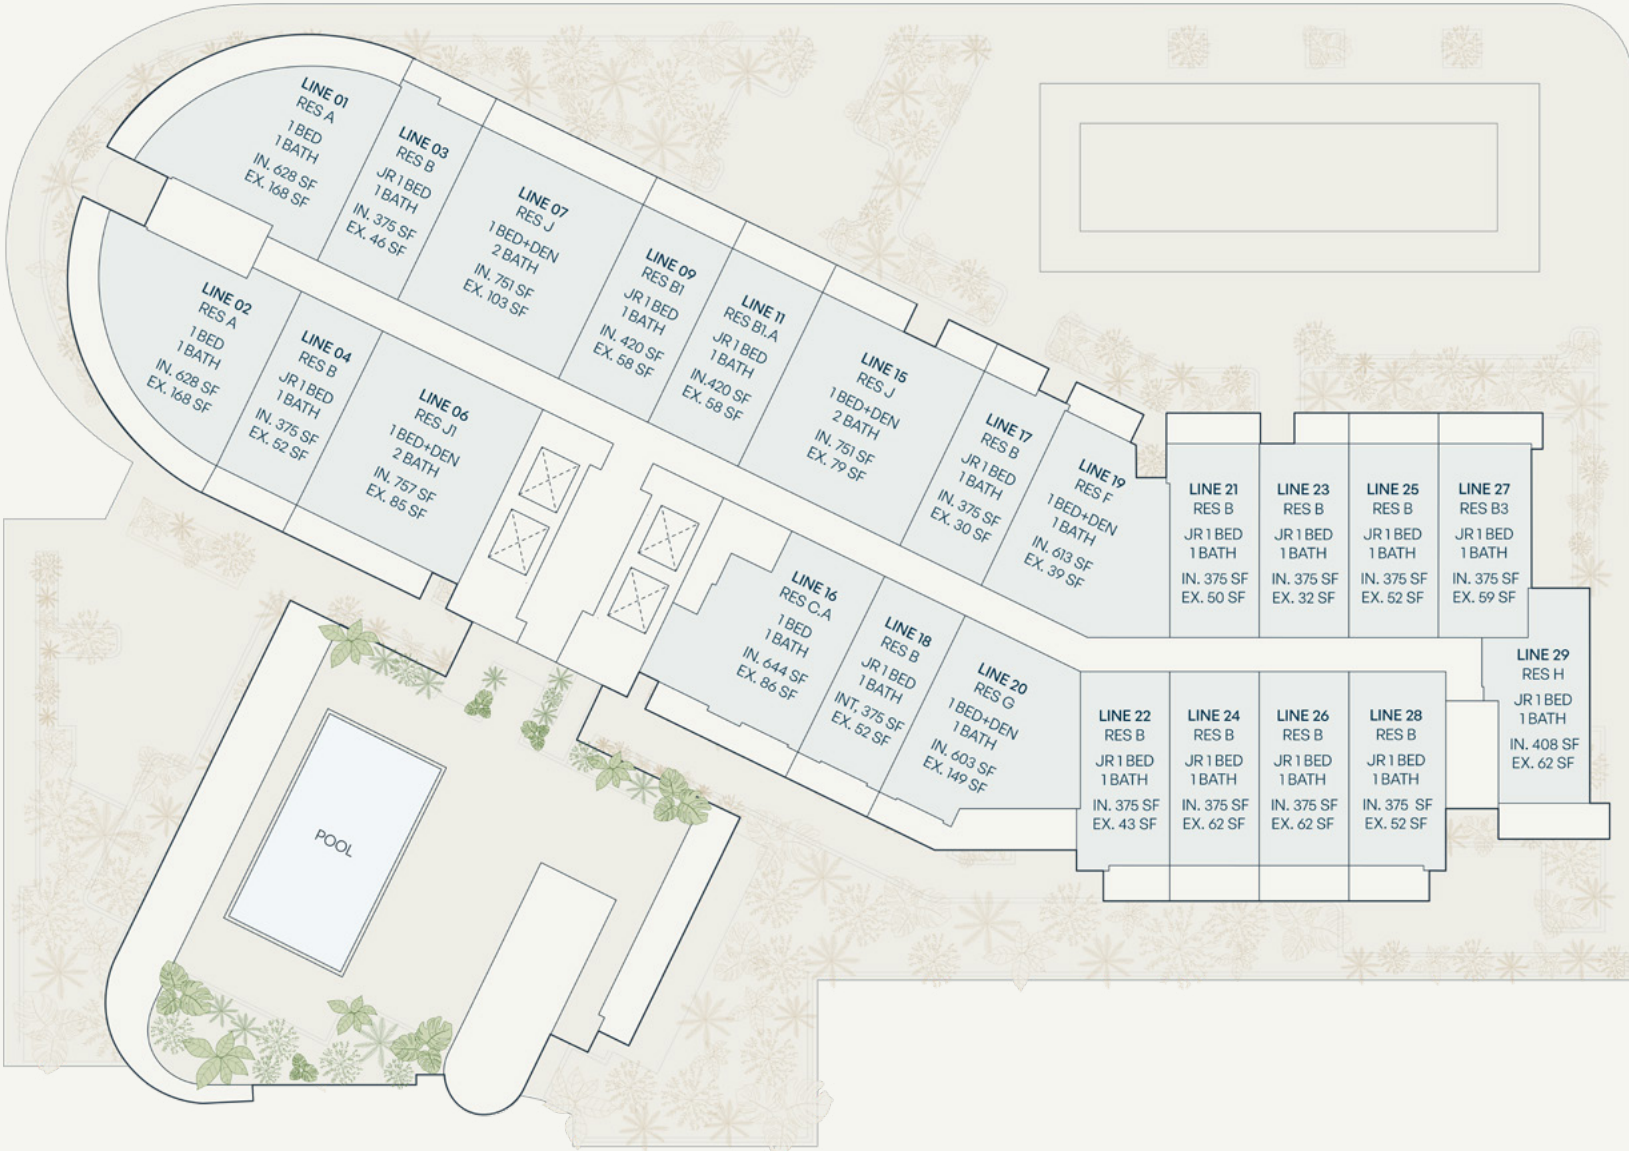 LINE 01
RES A
1 BED
1 BATH
IN. 628 SF
EX. 168 SF
LINE 03
RES B
JR 1 BED
1 BATH
IN. 375 SF
EX. 46 SF
LINE 07
RES J
1 BED+DEN
2 BATH
IN. 751 SF
EX. 103 SF
LINE 09
RES B1
JR 1 BED
1 BATH
IN. 420 SF
EX. 58 SF
LINE 11
RES B1.A
JR 1 BED
1 BATH
IN.420 SF
EX. 58 SF
LINE 15
RES J
1 BED+DEN
2 BATH
IN. 751 SF
EX. 79 SF
LINE 17
RES B
JR 1 BED
1 BATH
IN. 375 SF
EX. 30 SF
LINE 19
RES F
1 BED+DEN
1 BATH
IN. 613 SF
EX. 39 SF
LINE 21
RES B
JR 1 BED
1 BATH
IN. 375 SF
EX. 50 SF
LINE 23
RES B
JR 1 BED
1 BATH
IN. 375 SF
EX. 32 SF
LINE 25
RES B
JR 1 BED
1 BATH
IN. 375 SF
EX. 52 SF
LINE 27
RES B3
JR 1 BED
1 BATH
IN. 375 SF
EX. 59 SF
LINE 02
RES A
1 BED
1 BATH
IN. 628 SF
EX. 168 SF
LINE 04
RES B
JR 1 BED
1 BATH
IN. 375 SF
EX. 52 SF
LINE 06
RES J1
1 BED+DEN
2 BATH
IN. 757 SF
EX. 85 SF
LINE 16
RES C.A
1 BED
1 BATH
IN. 644 SF
EX. 86 SF
LINE 18
RES B
JR 1 BED
1 BATH
INT, 375 SF
EX. 52 SF
LINE 20
RES G
1 BED+DEN
1 BATH
IN. 603 SF
EX. 149 SF
LINE 22
RES B
JR 1 BED
1 BATH
IN. 375 SF
EX. 43 SF
LINE 24
RES B
JR 1 BED
1 BATH
IN. 375 SF
EX. 62 SF
LINE 26
RES B
JR 1 BED
1 BATH
IN. 375 SF
EX. 62 SF
LINE 28
RES B
JR 1 BED
1 BATH
IN. 375 SF
EX. 52 SF
LINE 29
RES H
JR 1 BED
1 BATH
IN. 408 SF
EX. 62 SF
POOL